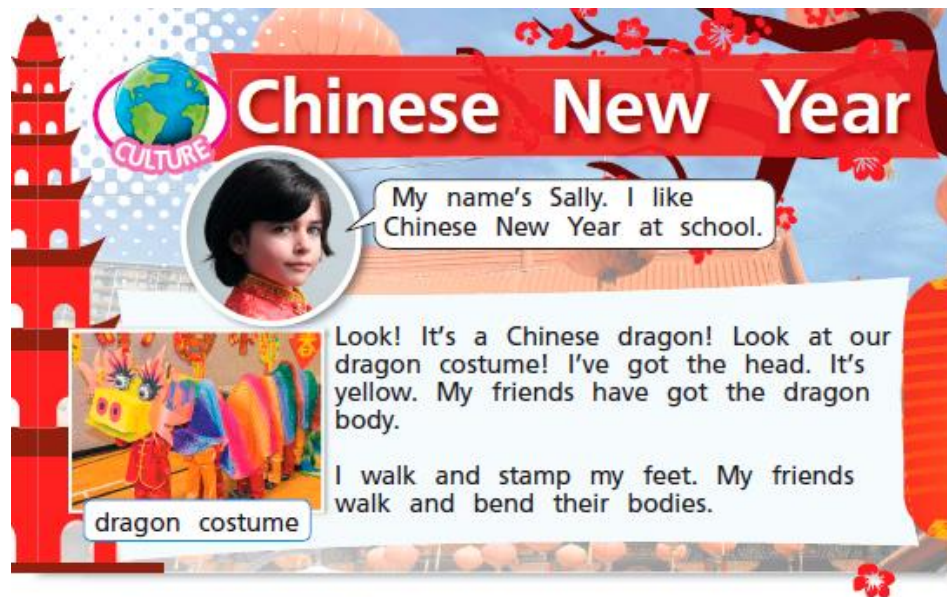 Chinese New Year
CULTURE
My name's Sally. I like
Chinese New Year at school.
Look! It's a Chinese dragon! Look at our
dragon costume! I've got the head. It's
yellow. My friends have got the dragon
body.
I walk and stamp my feet. My friends
walk and bend their bodies.
dragon costume